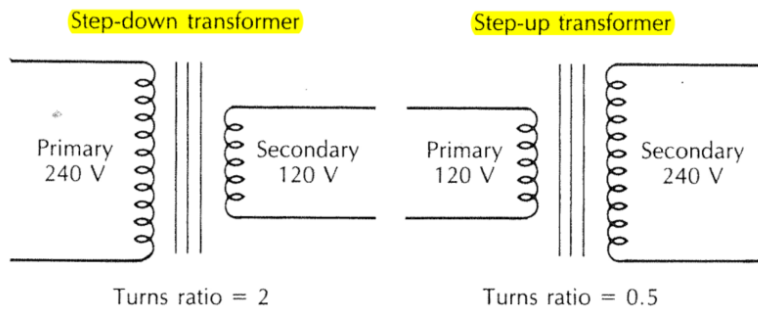 Step-down transformer
Step-up transformer
Primary
240 V
Secondary
120 V
Primary
120 V
Secondary
240 V
Turns ratio = 2
Turns ratio = 0.5